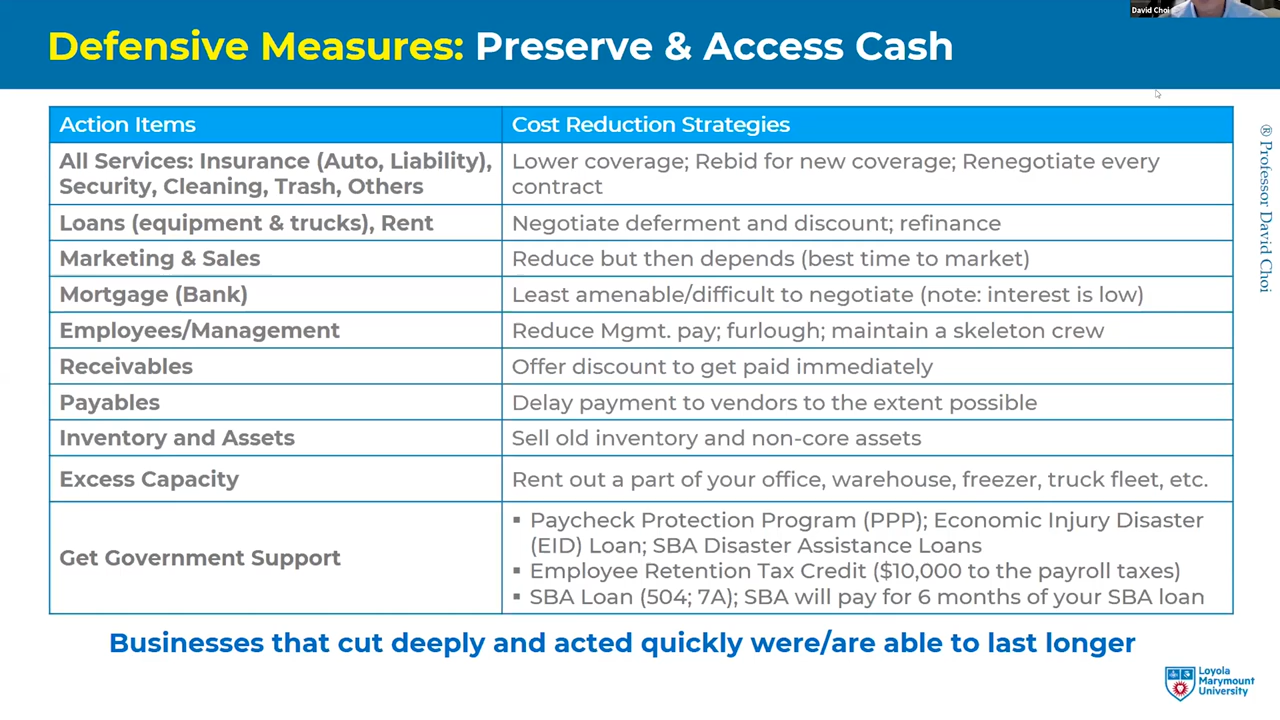 David Choi
Defensive Measures: Preserve & Access Cash
Action Items
Cost Reduction Strategies
All Services: Insurance (Auto, Liability),
Security, Cleaning, Trash, Others
Lower coverage; Rebid for new coverage; Renegotiate every
contract
Loans (equipment & trucks), Rent
Negotiate deferment and discount; refinance
Marketing & Sales
Reduce but then depends (best time to market)
Mortgage (Bank)
Least amenable/difficult to negotiate (note: interest is low)
Employees/Management
Reduce Mgmt. pay; furlough; maintain a skeleton crew
Receivables
Offer discount to get paid immediately
Payables
Delay payment to vendors to the extent possible
Inventory and Assets
Sell old inventory and non-core assets
Excess Capacity
Rent out a part of your office, warehouse, freezer, truck fleet, etc.
Get Government Support
▪ Paycheck Protection Program (PPP); Economic Injury Disaster
(EID) Loan; SBA Disaster Assistance Loans
▪ Employee Retention Tax Credit ($10,000 to the payroll taxes)
▪ SBA Loan (504; 7A); SBA will pay for 6 months of your SBA loan
Businesses that cut deeply and acted quickly were/are able to last longer
® Professor David Choi
Loyola
Marymount
University